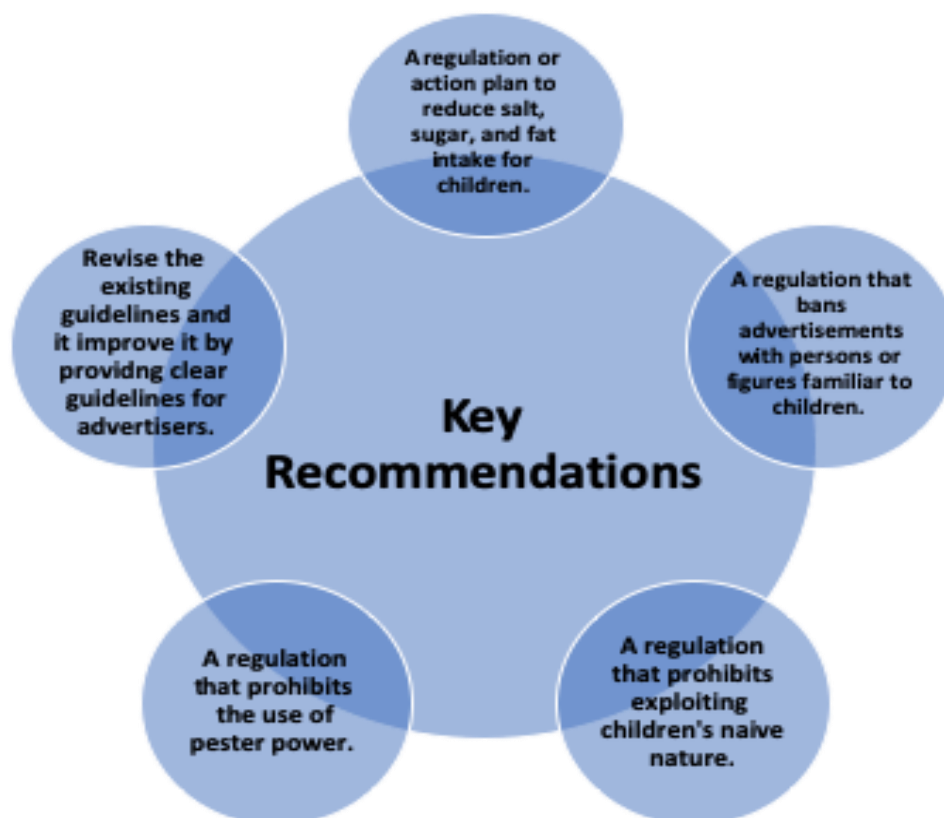 A regulation or
action plan to
reduce salt,
sugar, and fat
intake for
children.
A regulation that
bans
advertisements
with persons or
figures familiar to
children.
A regulation
that prohibits
exploiting
children's naive
nature.
A regulation
that prohibits
the use of
pester power.
Revise the
existing
guidelines and
it improve it by
providng clear
guidelines for
advertisers.
Key
Recommendations